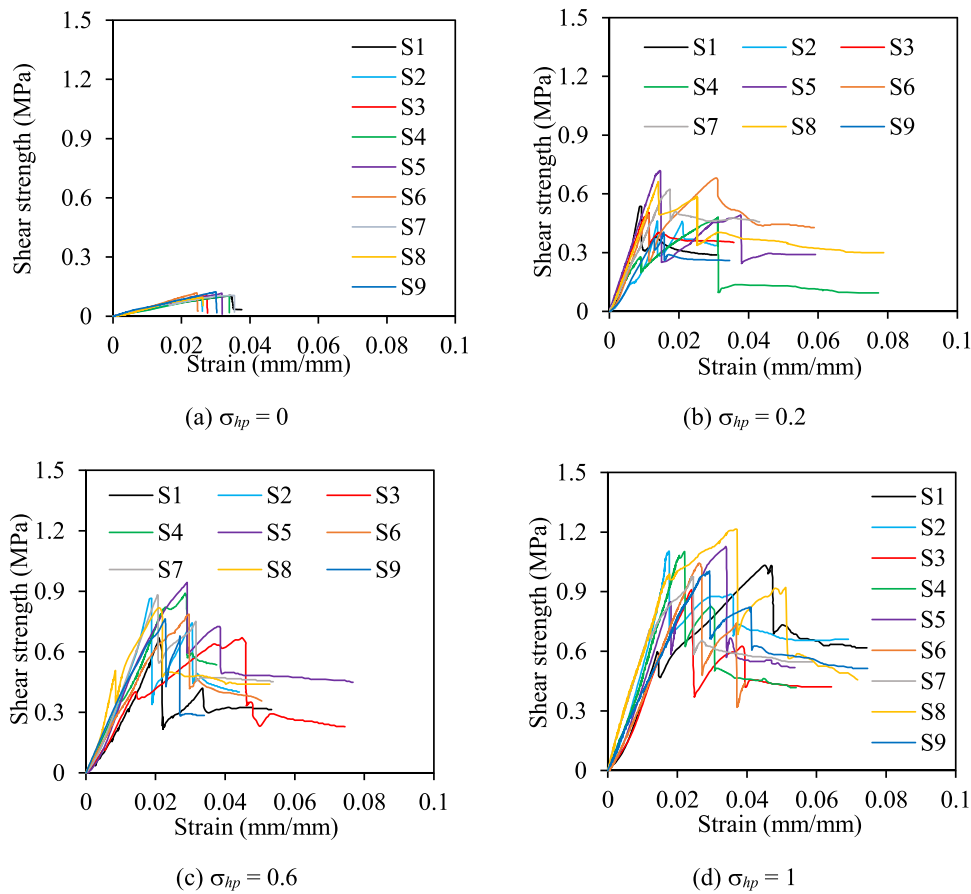 Shear strength (MPa)
1.5
1.2
0.9
0.6
0.3
0
S1
S2
S3
S4
S5
S6
S7
S8
S9
0 0.02 0.04 0.06 0.08 0.1
Strain (mm/mm)
(a) σhp = 0
Shear strength (MPa)
1.5
1.2
0.9
0.6
0.3
0
S1 S2 S3
S4 S5 S6
S7 S8 S9
0 0.02 0.04 0.06 0.08 0.1
Strain (mm/mm)
(b) σhp = 0.2
Shear strength (MPa)
1.5
1.2
0.9
0.6
0.3
0
S1 S2 S3
S4 S5 S6
S7 S8 S9
0 0.02 0.04 0.06 0.08 0.1
Strain (mm/mm)
(c) σhp = 0.6
Shear strength (MPa)
1.5
1.2
0.9
0.6
0.3
0
S1
S2
S3
S4
S5
S6
S7
S8
S9
0 0.02 0.04 0.06 0.08 0.1
Strain (mm/mm)
(d) σhp = 1